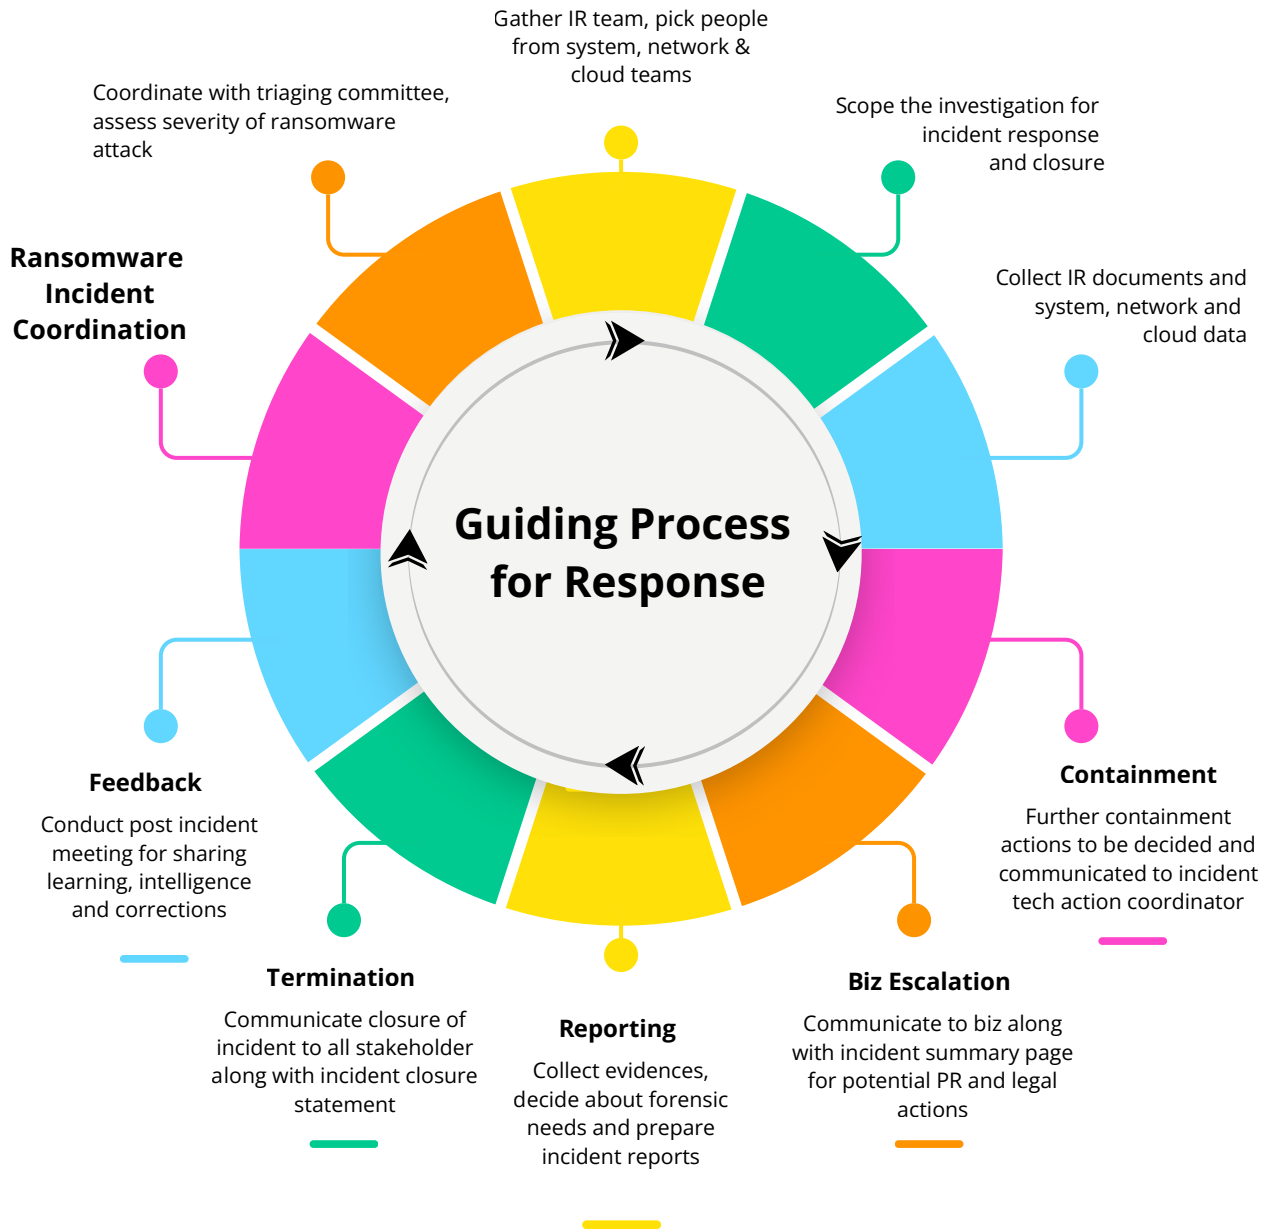 Gather IR team, pick people
from system, network &
cloud teams
Coordinate with triaging committee,
assess severity of ransomware
attack
Scope the investigation for
incident response
and closure
Ransomware
Incident
Coordination
Collect IR documents and
system, network and
cloud data
Guiding Process
for Response
Containment
Further containment
actions to be decided and
communicated to incident
tech action coordinator
Biz Escalation
Communicate to biz along
with incident summary page
for potential PR and legal
actions
Reporting
Collect evidences,
decide about forensic
needs and prepare
incident reports
Termination
Communicate closure of
incident to all stakeholder
along with incident closure
statement
Feedback
Conduct post incident
meeting for sharing
learning, intelligence
and corrections